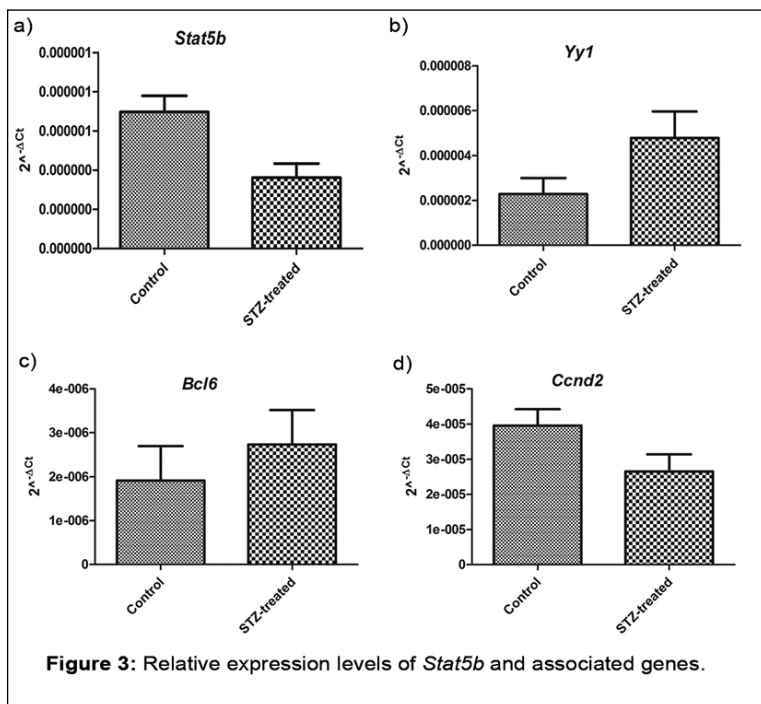 a)
Stat5b
2^-ΔCt
0.000001
0.000001
0.000001
0.000000
0.000000
0.000000
Control
STZ-treated
b)
Yy1
2^-ΔCt
0.000008
0.000006
0.000004
0.000002
0.000000
Control
STZ-treated
c)
Bcl6
2^-ΔCt
4e-006
3e-006
2e-006
1e-006
0
Control
STZ-treated
d)
Ccnd2
2^-ΔCt
5e-005
4e-005
3e-005
2e-005
1e-005
0
Control
STZ-treated
Figure 3: Relative expression levels of Stat5b and associated genes.